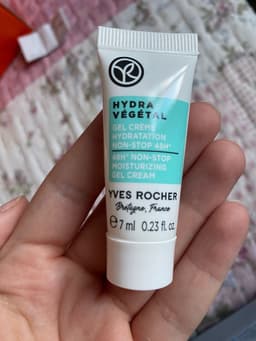 YR
HYDRA
VÉGÉTAL
GEL CRÈME
HYDRATATION
NON-STOP 48H*
48H* NON-STOP
MOISTURIZING
GEL CREAM
YVES ROCHER
Bretagne, France
e 7 ml 0.23 fl. oz.